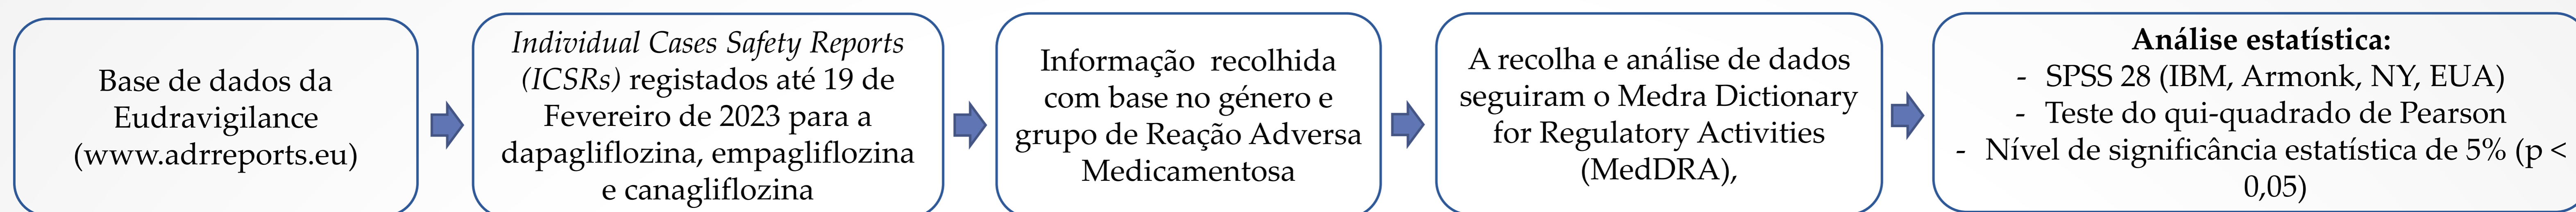 Base de dados da
Eudravigilance
(www.adrreports.eu)
Individual Cases Safety Reports
(ICSRs) registados até 19 de
Fevereiro de 2023 para a
dapagliflozina, empagliflozina
e canagliflozina
Informação recolhida
com base no género e
grupo de Reação Adversa
Medicamentosa
A recolha e análise de dados
seguiram o Medra Dictionary
for Regulatory Activities
(MedDRA),
Análise estatística:
- SPSS 28 (IBM, Armonk, NY, EUA)
- Teste do qui-quadrado de Pearson
- Nível de significância estatística de 5% (p <
0,05)